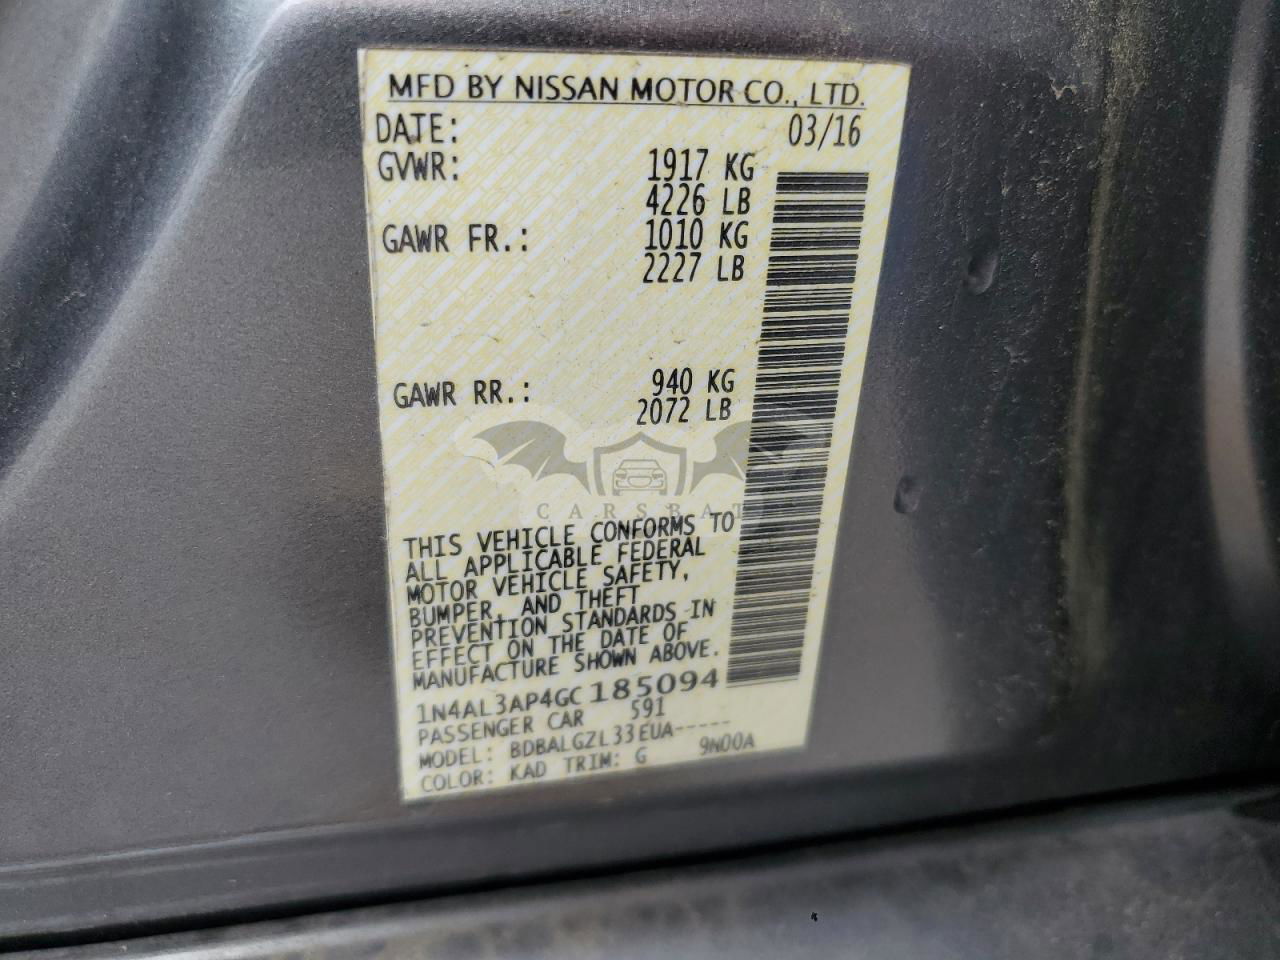 MFD BY NISSAN MOTOR CO., LTD.
DATE: 03/16
GVWR: 1917 KG
4226 LB
GAWR FR.: 1010 KG
2227 LB
GAWR RR.: 940 KG
2072 LB
CARSBAT
THIS VEHICLE CONFORMS TO
ALL APPLICABLE FEDERAL
MOTOR VEHICLE SAFETY,
BUMPER, AND THEFT
PREVENTION STANDARDS IN
EFFECT ON THE DATE OF
MANUFACTURE SHOWN ABOVE.
1N4AL3AP4GC185094
PASSENGER CAR 591
MODEL: BDBALGZL33EUA-----
COLOR: KAD TRIM: G 9N00A